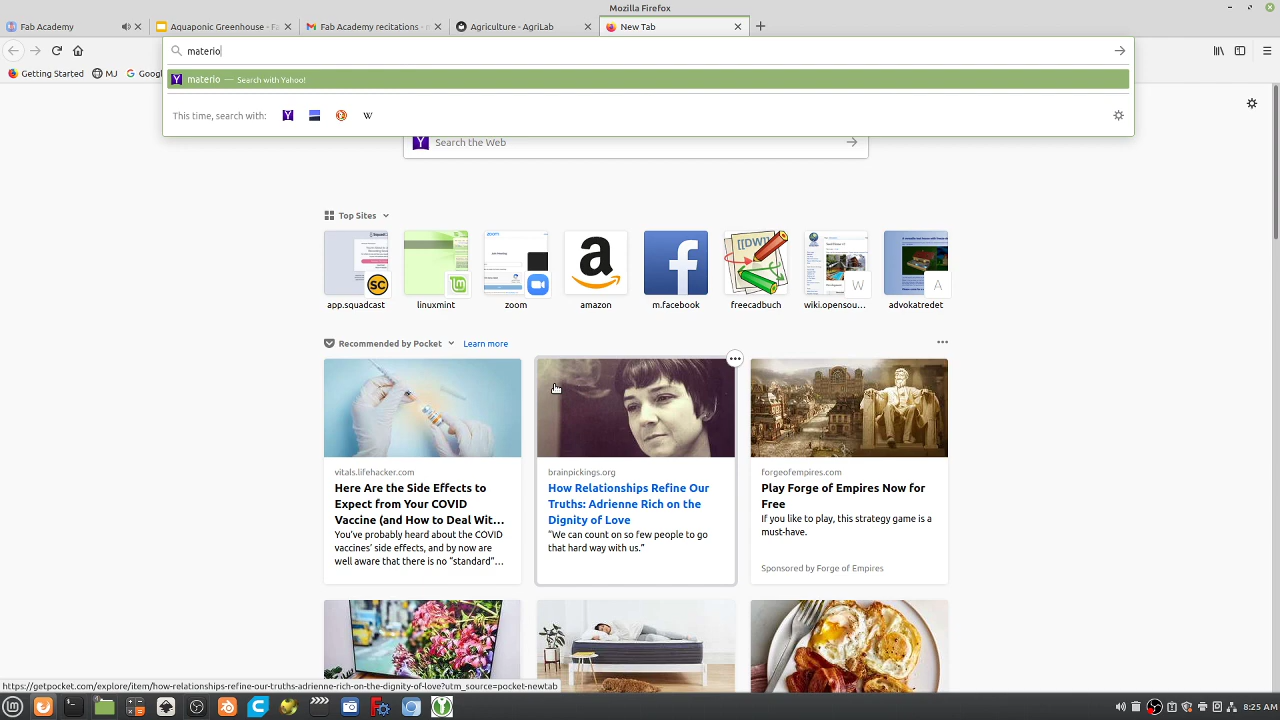 Mozilla Firefox
Fab Academy
Aquaponic Greenhouse - Fa
Fab Academy recitations -
Agriculture - AgriLab
New Tab
materio
Getting Started
MJ
Googl
materio — Search with Yahoo!
This time, search with:
W
Search the Web
Top Sites
SC
zoom
a
f
[[DW]]
W
A
app.squadcast
linuxmint
zoom
amazon
m.facebook
freecadbuch
wiki.opensou...
advokatredet
Recommended by Pocket
Learn more
vitals.lifehacker.com
Here Are the Side Effects to
Expect from Your COVID
Vaccine (and How to Deal Wit...
You've probably heard about the COVID
vaccines' side effects, and by now are
well aware that there is no "standard"...
brainpickings.org
How Relationships Refine Our
Truths: Adrienne Rich on the
Dignity of Love
"We can count on so few people to go
that hard way with us."
forgeofempires.com
Play Forge of Empires Now for
Free
If you like to play, this strategy game is a
must-have.
Sponsored by Forge of Empires
https://getpocket.com/explore/item/how-relationships-refine-our-truths-adrienne-rich-on-the-dignity-of-love?utm_source=pocket-newtab
8:25 AM